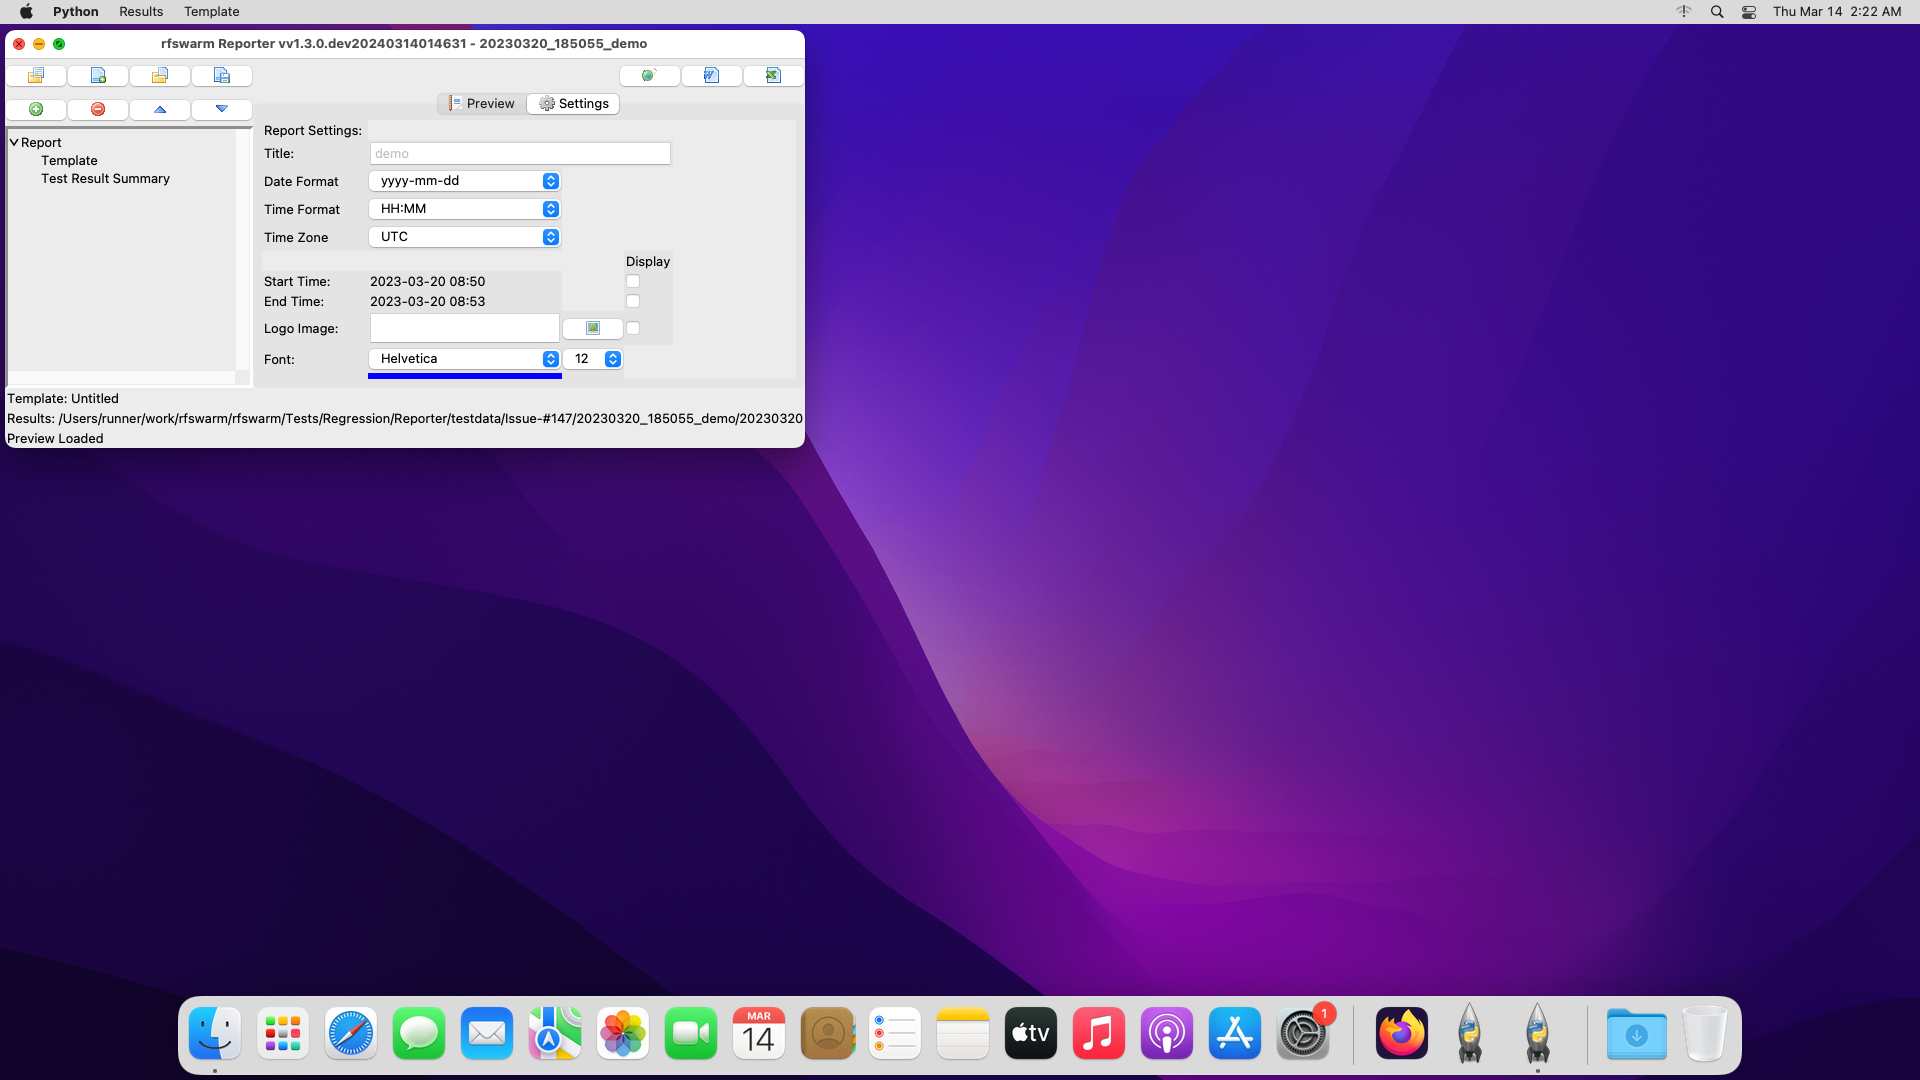 Python Results Template Thu Mar 14 2:22 AM
rfswarm Reporter vv1.3.0.dev20240314014631 - 20230320_185055_demo
Preview Settings
Report
Template
Test Result Summary
Report Settings:
Title: demo
Date Format yyyy-mm-dd
Time Format HH:MM
Time Zone UTC
Display
Start Time: 2023-03-20 08:50
End Time: 2023-03-20 08:53
Logo Image:
Font: Helvetica 12
Template: Untitled
Results: /Users/runner/work/rfswarm/rfswarm/Tests/Regression/Reporter/testdata/Issue-#147/20230320_185055_demo/20230320
Preview Loaded
MAR
14
tv
1